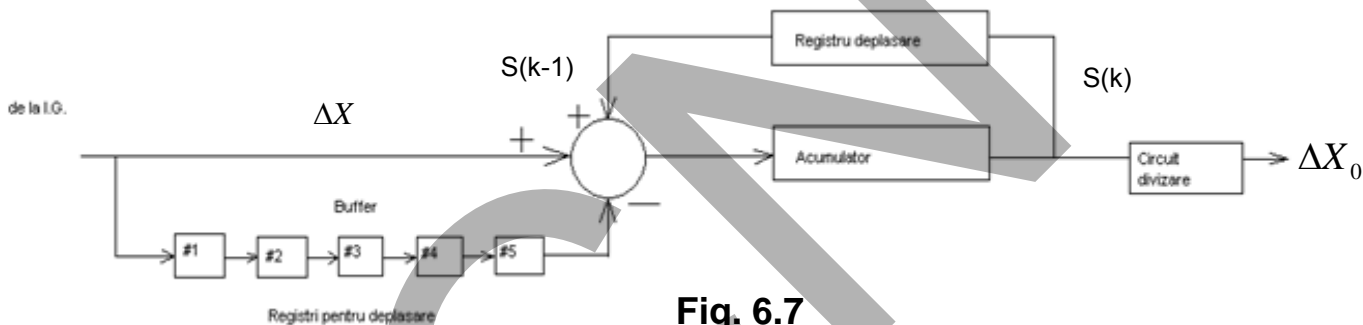 Registru deplasare
S(k-1)
S(k)
de la I.G.
ΔX
+
+
Acumulator
Circuit
divizare
ΔX₀
—
Buffer
#1
#2
#3
#4
#5
Registri pentru deplasare
Fig. 6.7